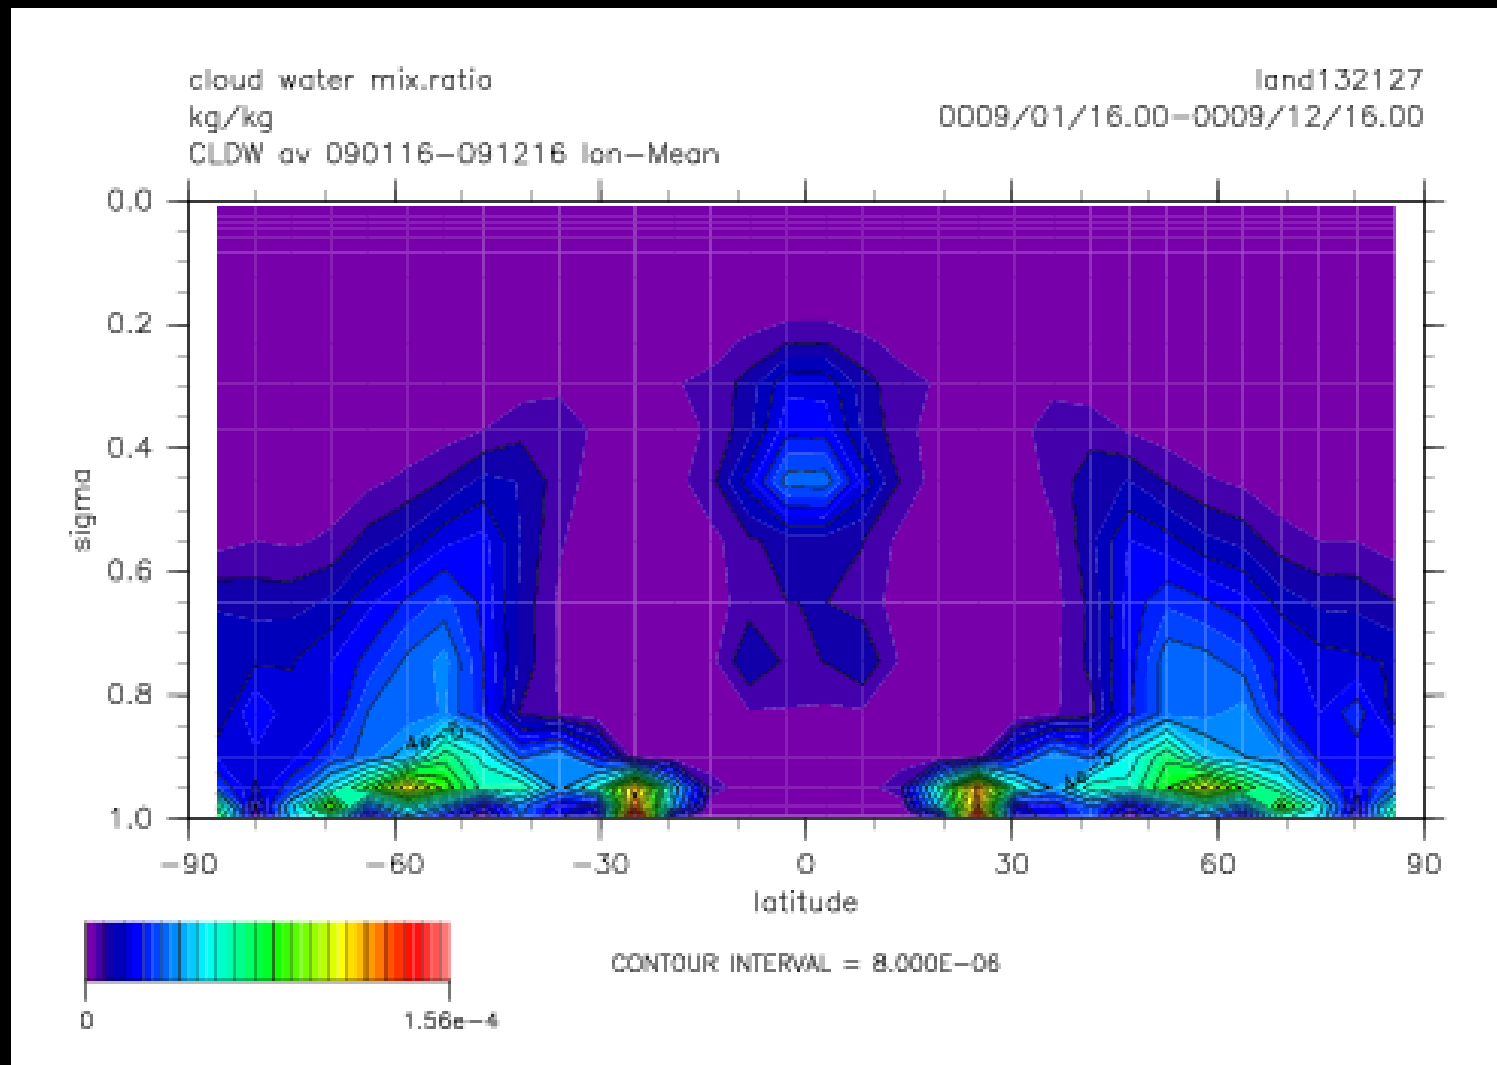 cloud water mix.ratio
land132127
kg/kg
0009/01/16.00-0009/12/16.00
CLDW av 090116-091216 lon-Mean
0.0
0.2
0.4
0.6
0.8
1.0
sigma
-90
-60
-30
0
30
60
90
latitude
CONTOUR INTERVAL = 8.000E-06
0
1.56e-4